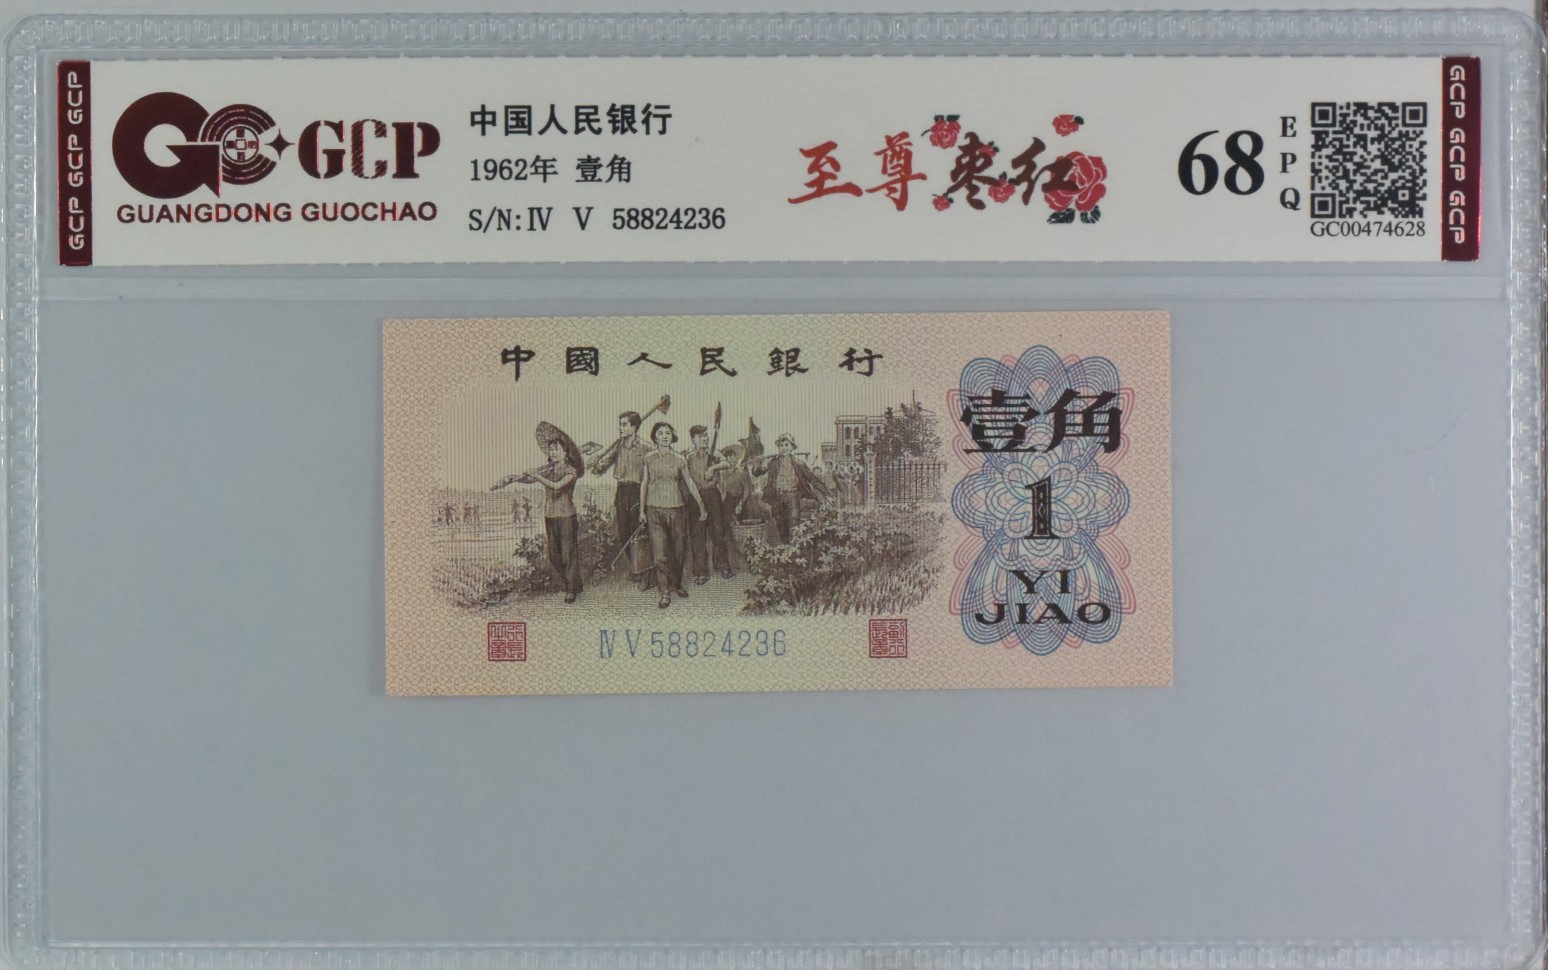 GCP GCP GCP
GCP
GUANGDONG GUOCHAO
中国人民银行
1962年 壹角
S/N:Ⅳ Ⅴ 58824236
至尊枣红
68
EPQ
GC00474628
GCP GCP GCP
中國人民銀行
壹角
1
YI
JIAO
ⅣⅤ58824236